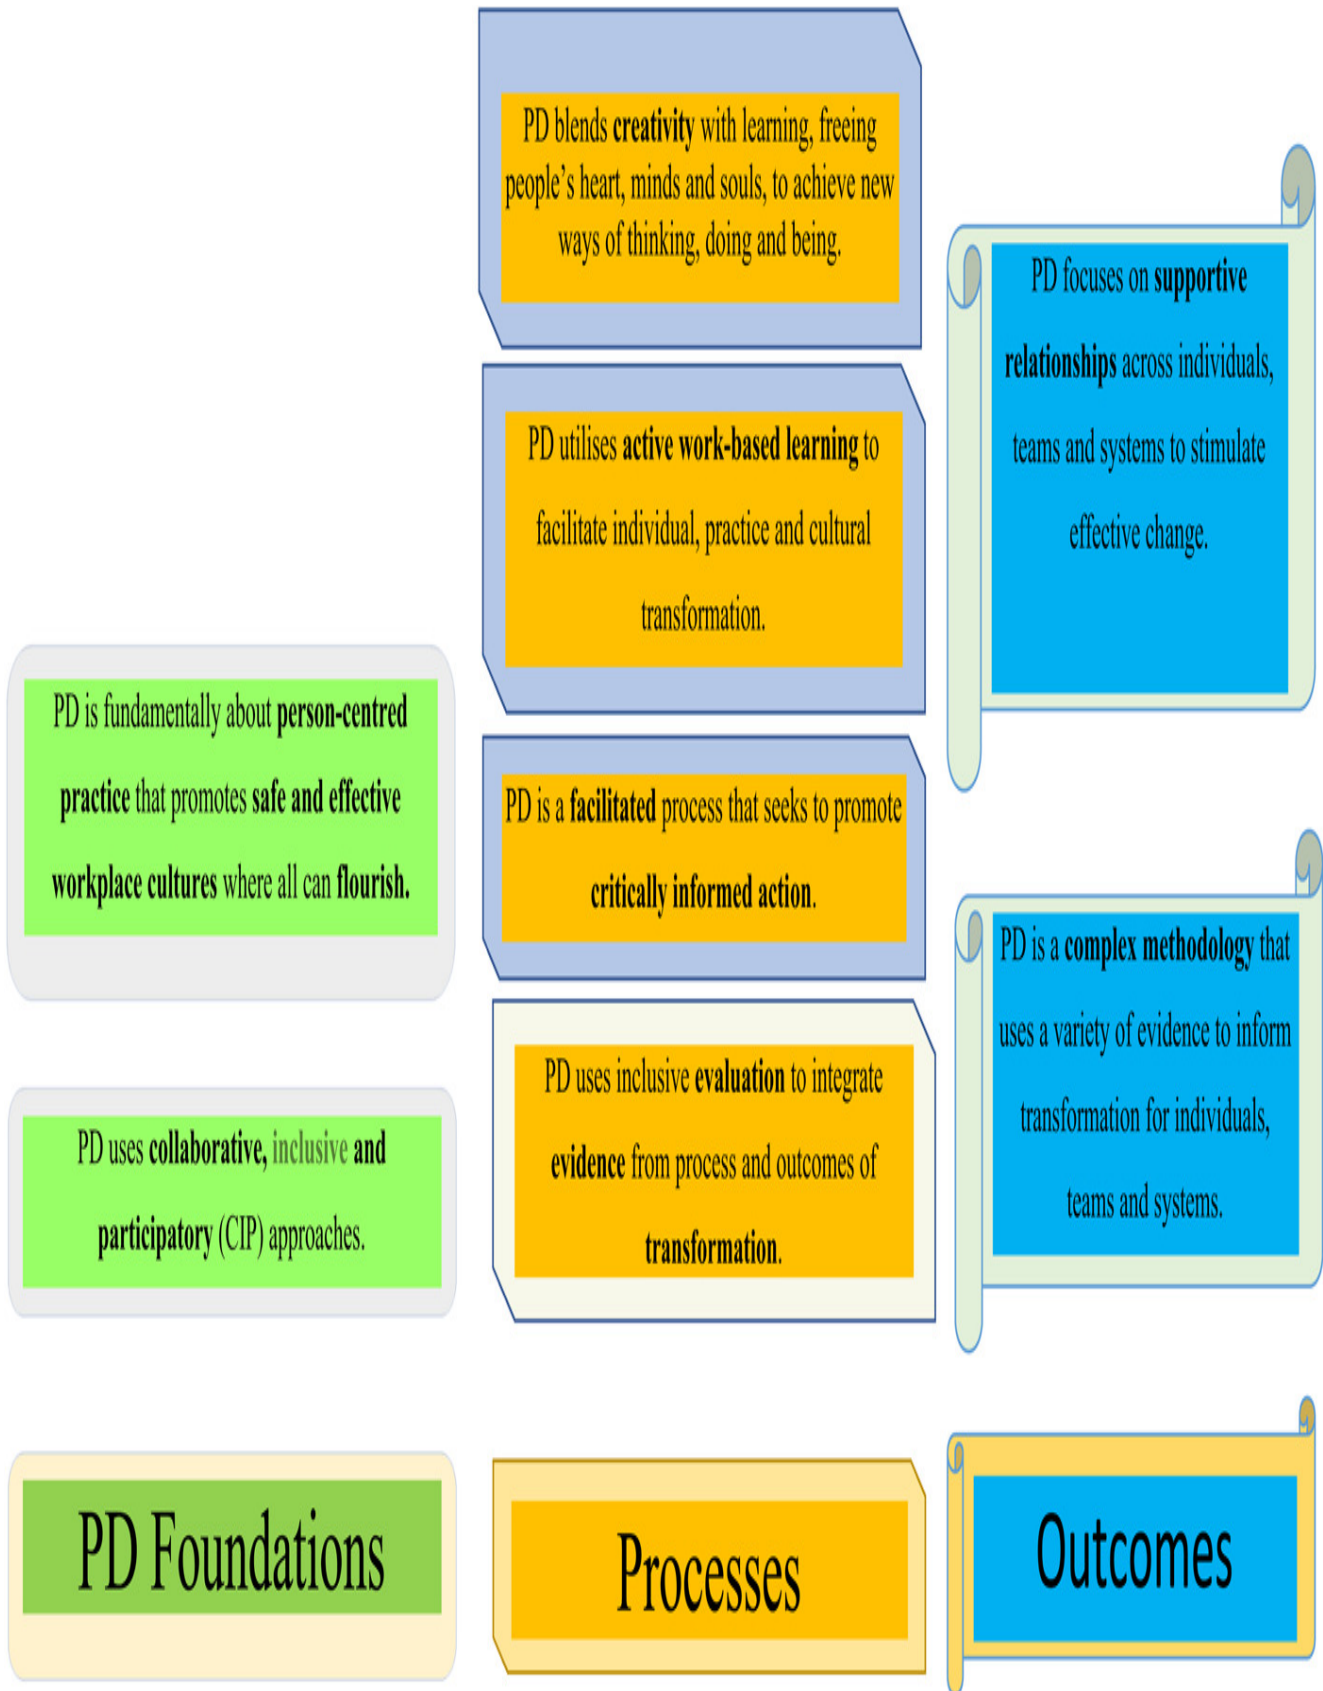 PD is fundamentally about person-centred
practice that promotes safe and effective
workplace cultures where all can flourish.
PD uses collaborative, inclusive and
participatory (CIP) approaches.
PD Foundations
PD blends creativity with learning, freeing
people’s heart, minds and souls, to achieve new
ways of thinking, doing and being.
PD utilises active work-based learning to
facilitate individual, practice and cultural
transformation.
PD is a facilitated process that seeks to promote
critically informed action.
PD uses inclusive evaluation to integrate
evidence from process and outcomes of
transformation.
Processes
PD focuses on supportive
relationships across individuals,
teams and systems to stimulate
effective change.
PD is a complex methodology that
uses a variety of evidence to inform
transformation for individuals,
teams and systems.
Outcomes